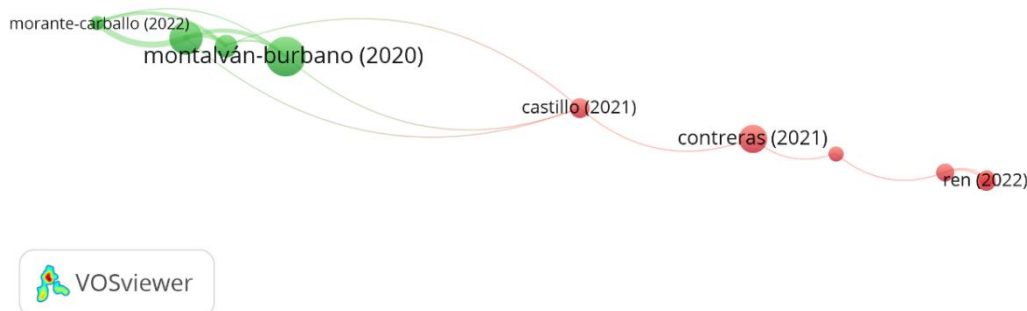 morante-carballo (2022)
montalván-burbano (2020)
castillo (2021)
contreras (2021)
ren (2022)
VOSviewer